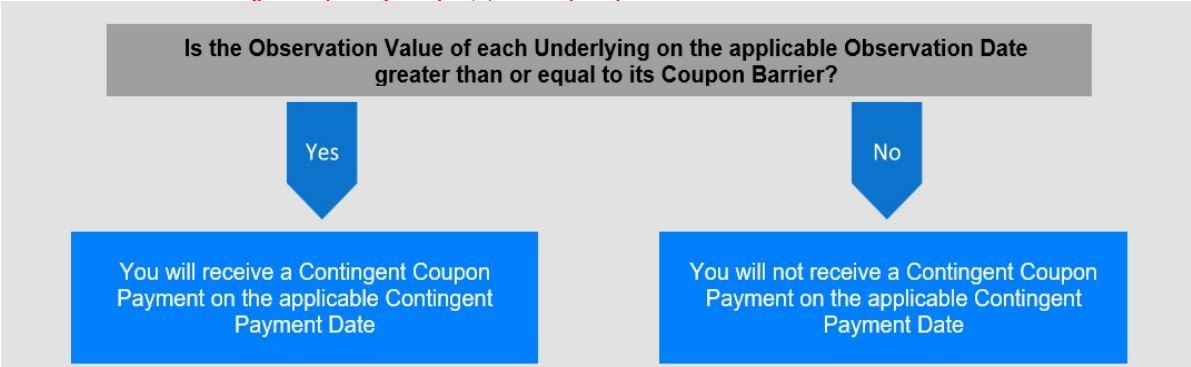 Is the Observation Value of each Underlying on the applicable Observation Date
greater than or equal to its Coupon Barrier?
Yes
No
You will receive a Contingent Coupon
Payment on the applicable Contingent
Payment Date
You will not receive a Contingent Coupon
Payment on the applicable Contingent
Payment Date